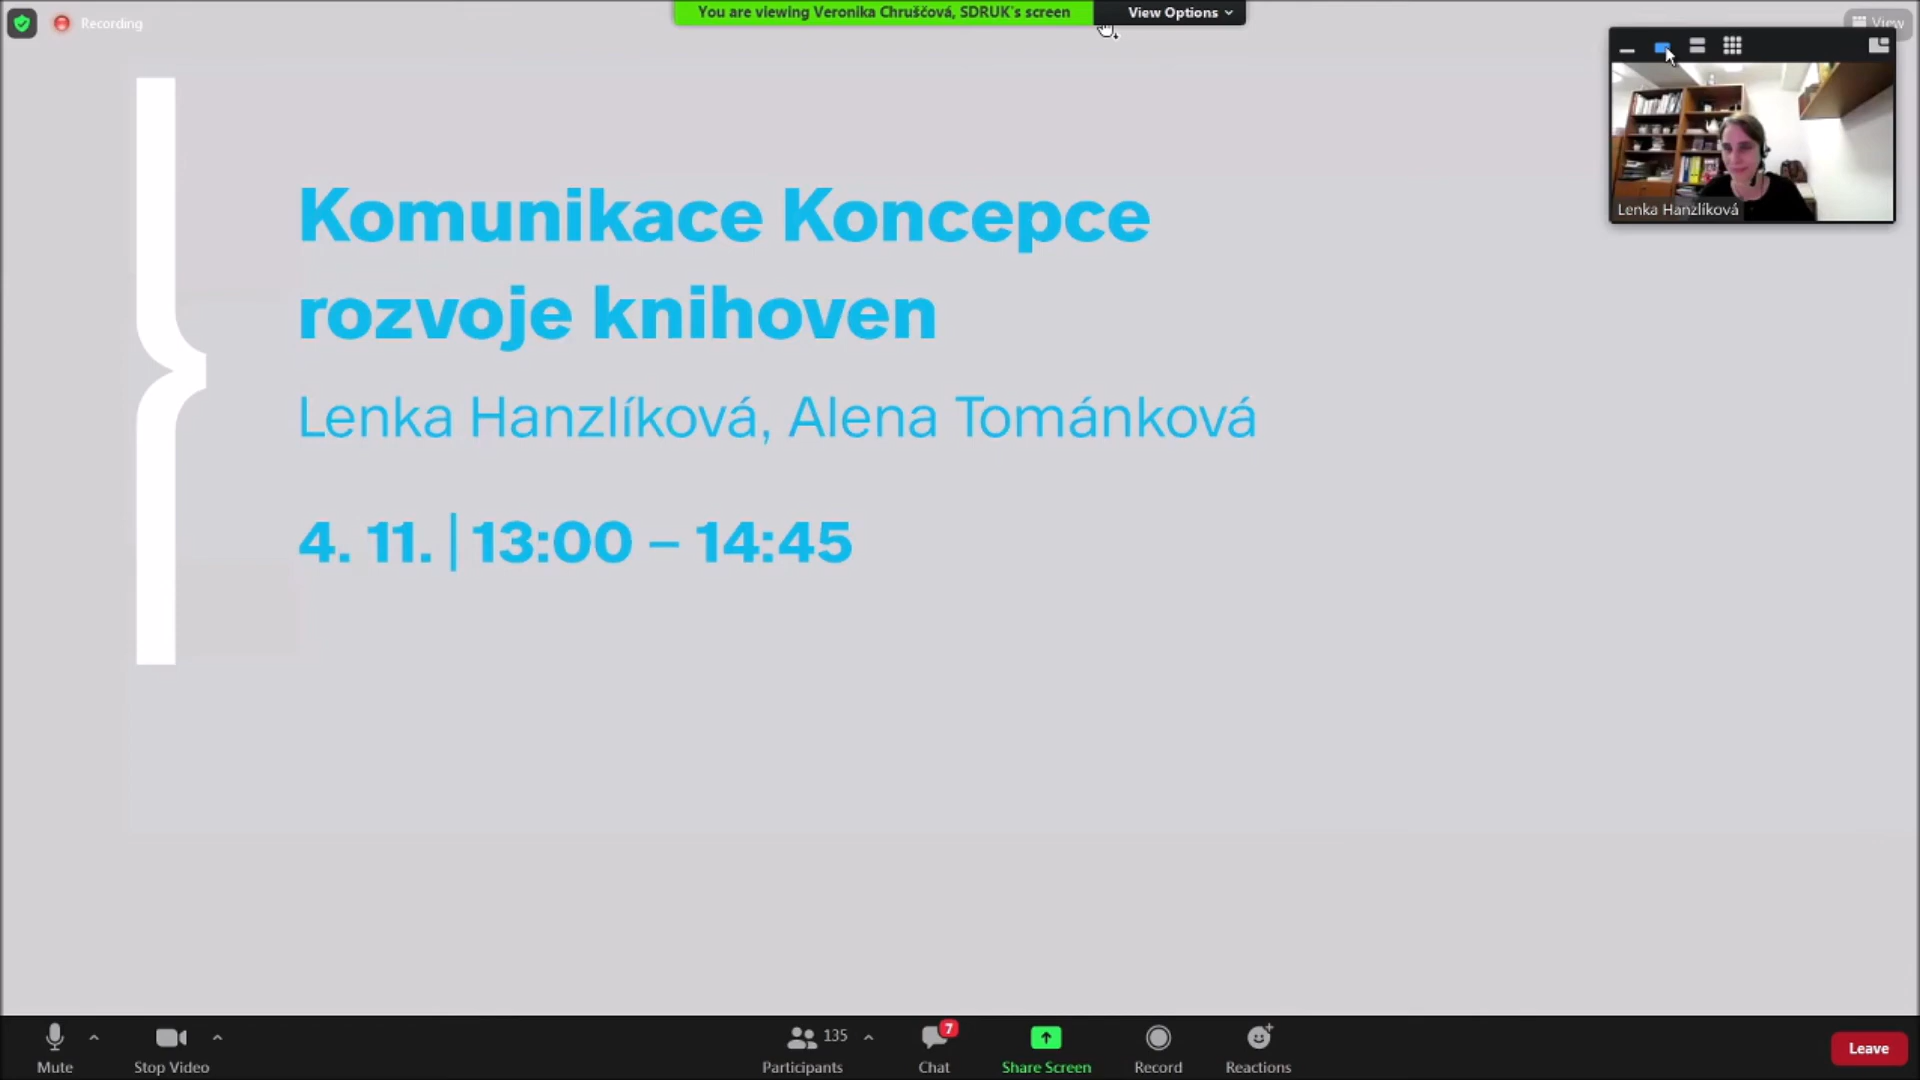 Recording
You are viewing Veronika Chruščová, SDRUK's screen
View Options
View
Lenka Hanzlíková
Komunikace Koncepce
rozvoje knihoven
Lenka Hanzlíková, Alena Tománková
4. 11. | 13:00 – 14:45
Mute
Stop Video
135
Participants
7
Chat
Share Screen
Record
Reactions
Leave